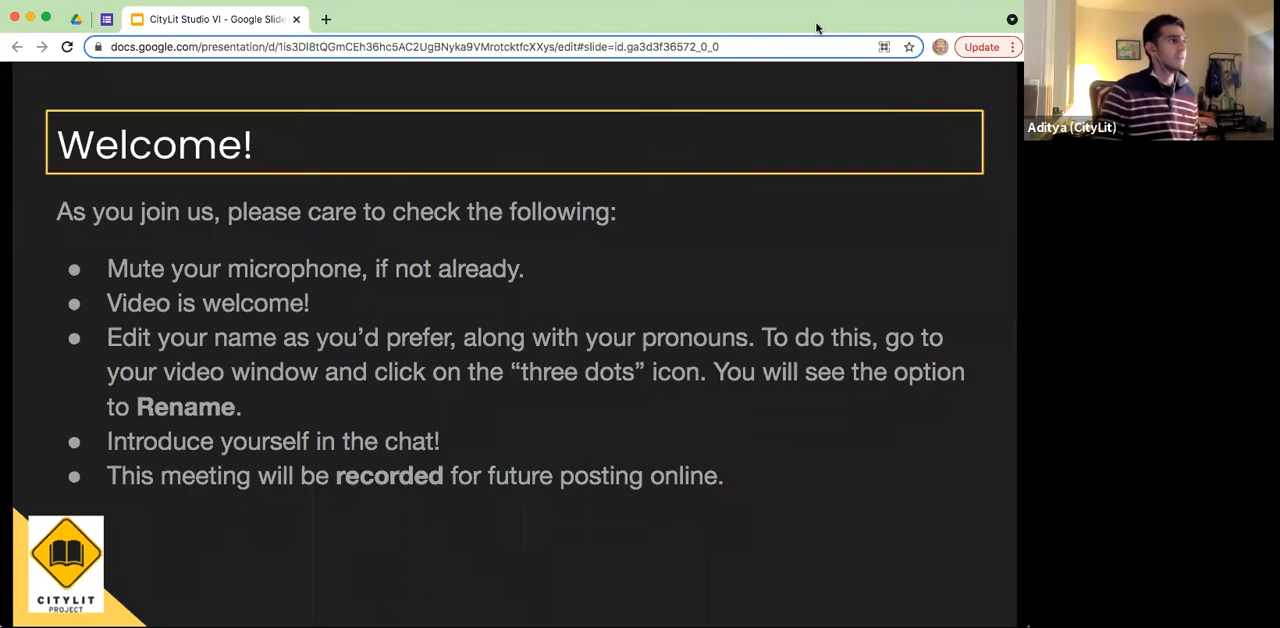 CityLit Studio VI - Google Slide
docs.google.com/presentation/d/1is3DI8tQGmCEh36hc5AC2UgBNyka9VMrotcktfcXXys/edit#slide=id.ga3d3f36572_0_0
Update
Aditya (CityLit)
Welcome!
As you join us, please care to check the following:
● Mute your microphone, if not already.
● Video is welcome!
● Edit your name as you’d prefer, along with your pronouns. To do this, go to
your video window and click on the “three dots” icon. You will see the option
to Rename.
● Introduce yourself in the chat!
● This meeting will be recorded for future posting online.
CITYLIT
PROJECT